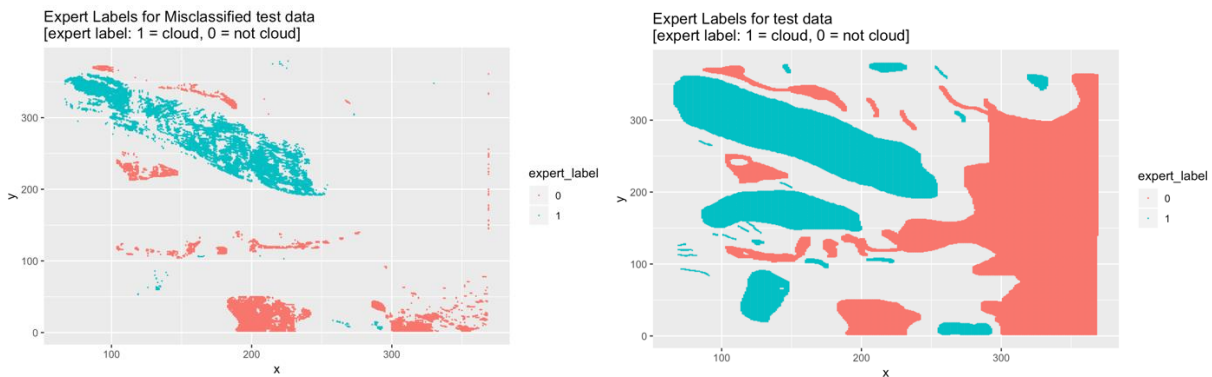 Expert Labels for Misclassified test data
[expert label: 1 = cloud, 0 = not cloud]
300
200
100
0
y
100
200
300
x
expert_label
0
1
Expert Labels for test data
[expert label: 1 = cloud, 0 = not cloud]
300
200
100
0
y
100
200
300
x
expert_label
0
1